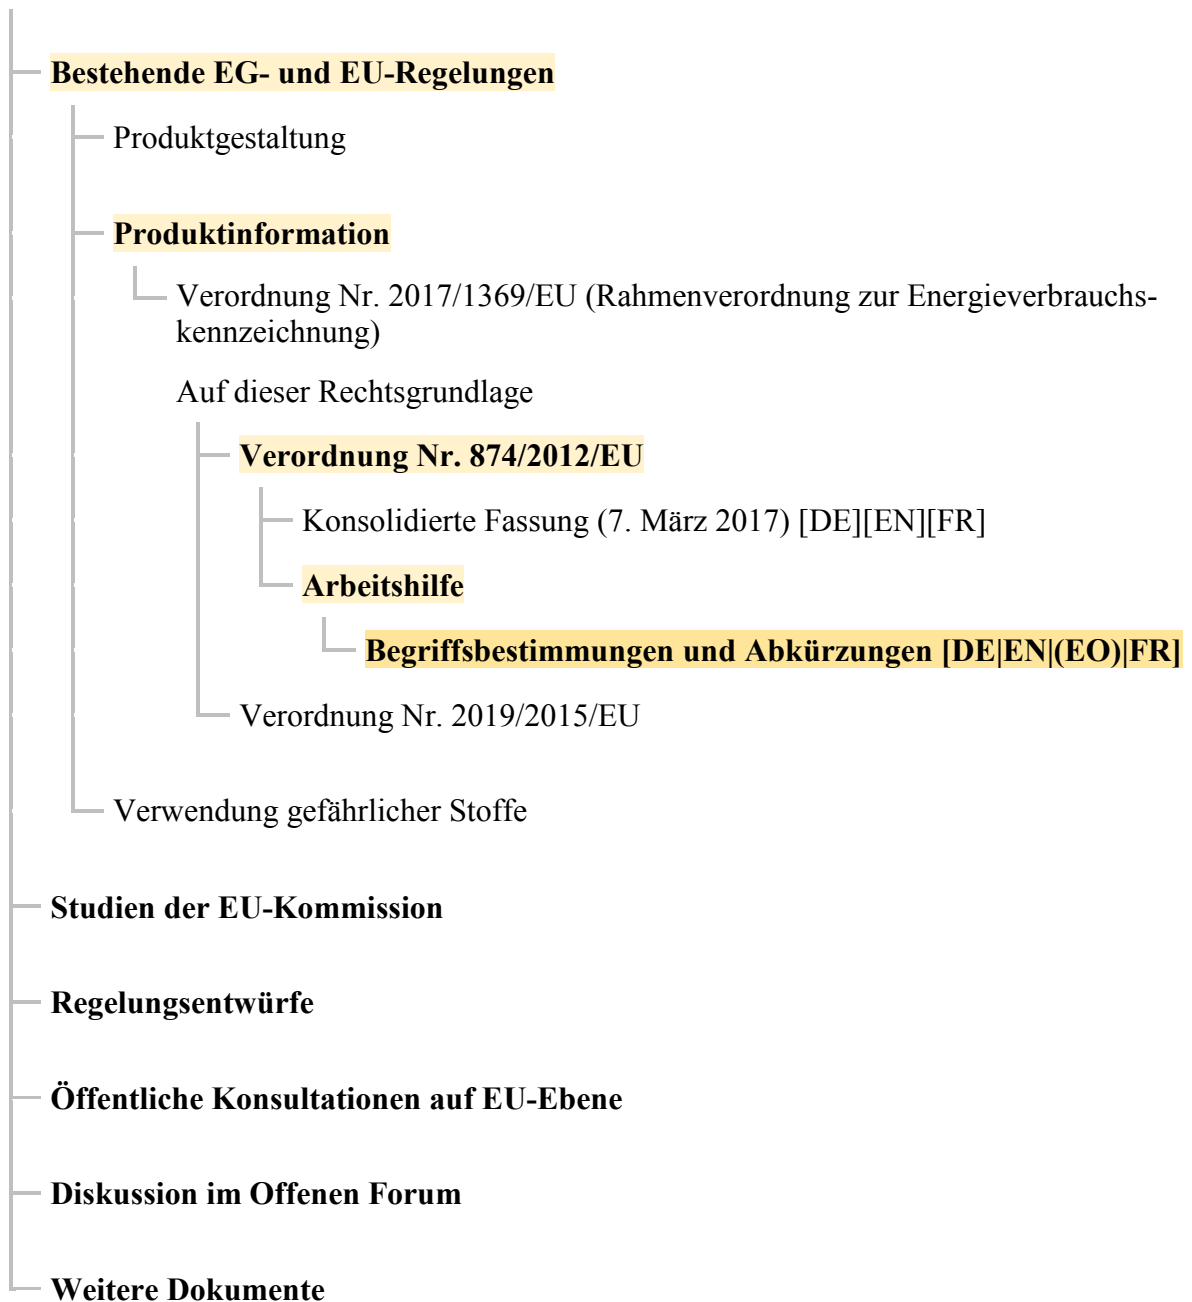 Bestehende EG- und EU-Regelungen
Produktgestaltung
Produktinformation
Verordnung Nr. 2017/1369/EU (Rahmenverordnung zur Energieverbrauchs-
kennzeichnung)
Auf dieser Rechtsgrundlage
Verordnung Nr. 874/2012/EU
Konsolidierte Fassung (7. März 2017) [DE][EN][FR]
Arbeitshilfe
Begriffsbestimmungen und Abkürzungen [DE|EN|(EO)|FR]
Verordnung Nr. 2019/2015/EU
Verwendung gefährlicher Stoffe
Studien der EU-Kommission
Regelungsentwürfe
Öffentliche Konsultationen auf EU-Ebene
Diskussion im Offenen Forum
Weitere Dokumente